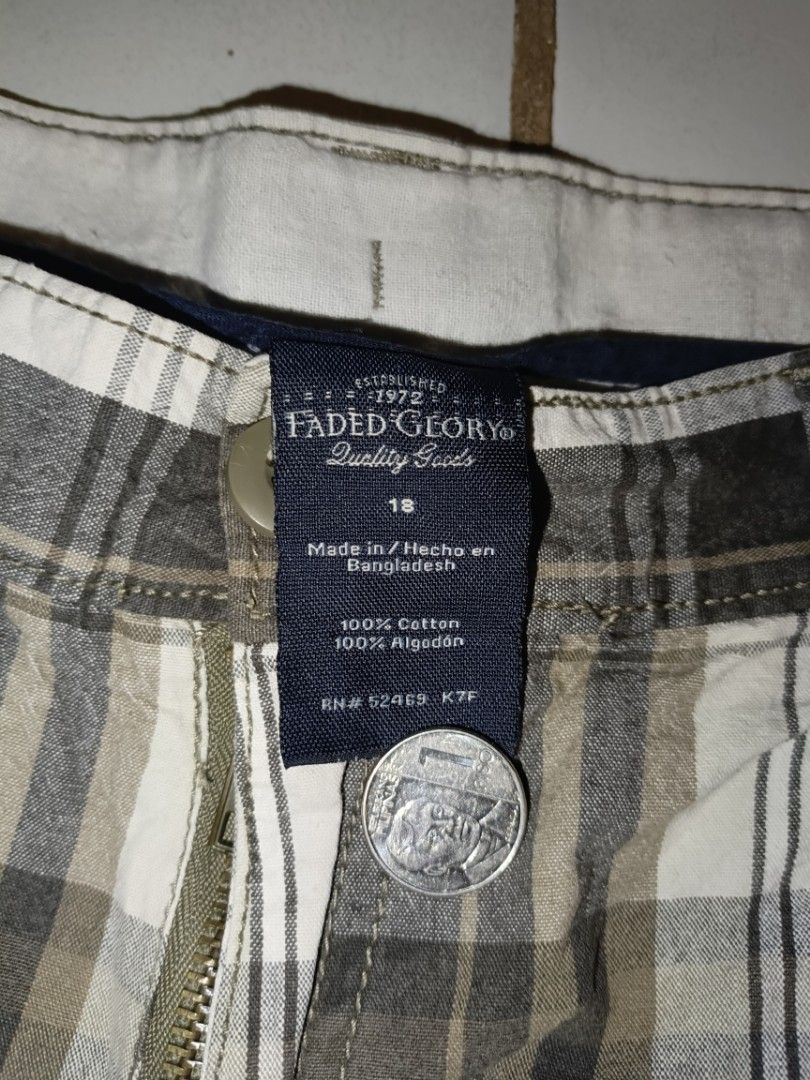 ESTABLISHED
1972
FADED GLORY®
Quality Goods
18
Made in / Hecho en
Bangladesh
100% Cotton
100% Algodón
RN# 52469 K7F
1